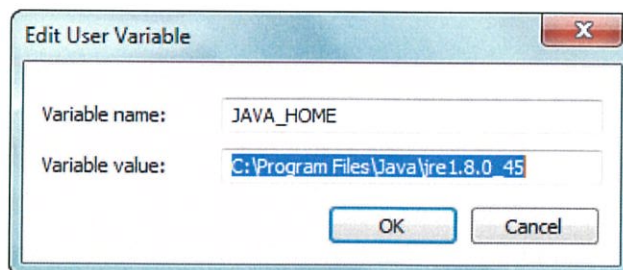 Edit User Variable
Variable name: JAVA_HOME
Variable value: C:\Program Files\Java\jre1.8.0_45
OK Cancel